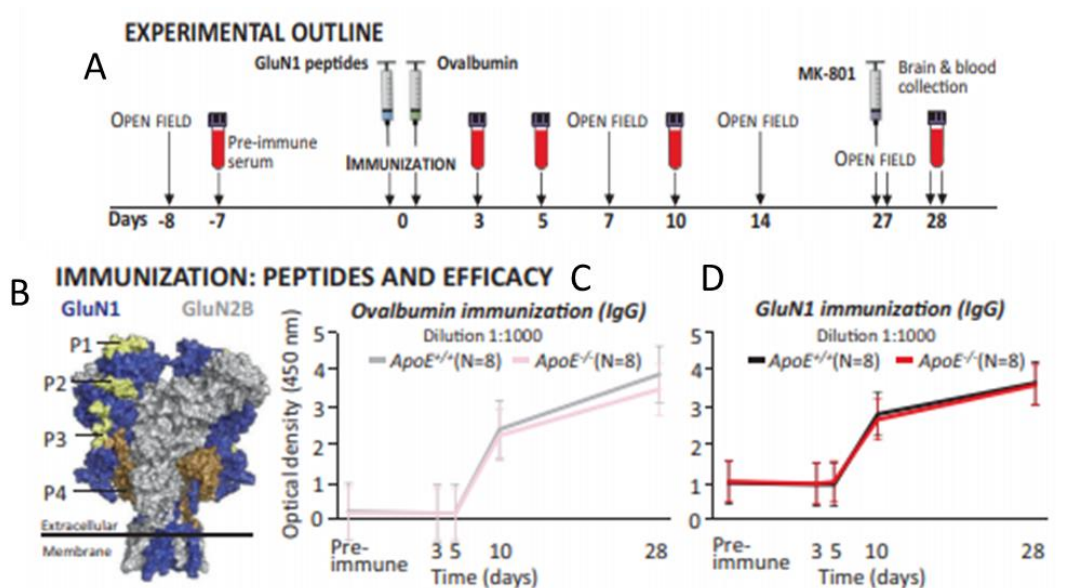 EXPERIMENTAL OUTLINE
A
GluN1 peptides
Ovalbumin
MK-801
Brain & blood
collection
OPEN FIELD
Pre-immune
serum
IMMUNIZATION
OPEN FIELD
OPEN FIELD
OPEN FIELD
Days -8 -7 0 3 5 7 10 14 27 28
IMMUNIZATION: PEPTIDES AND EFFICACY
B
GluN1 GluN2B
P1
P2
P3
P4
Extracellular
Membrane
C
Ovalbumin immunization (IgG)
Dilution 1:1000
ApoE+/+(N=8) ApoE-/-(N=8)
Optical density (450 nm)
5
4
3
2
1
0
Pre-
immune
3 5 10 28
Time (days)
D
GluN1 immunization (IgG)
Dilution 1:1000
ApoE+/+(N=8) ApoE-/-(N=8)
5
4
3
2
1
0
Pre-
immune
3 5 10 28
Time (days)